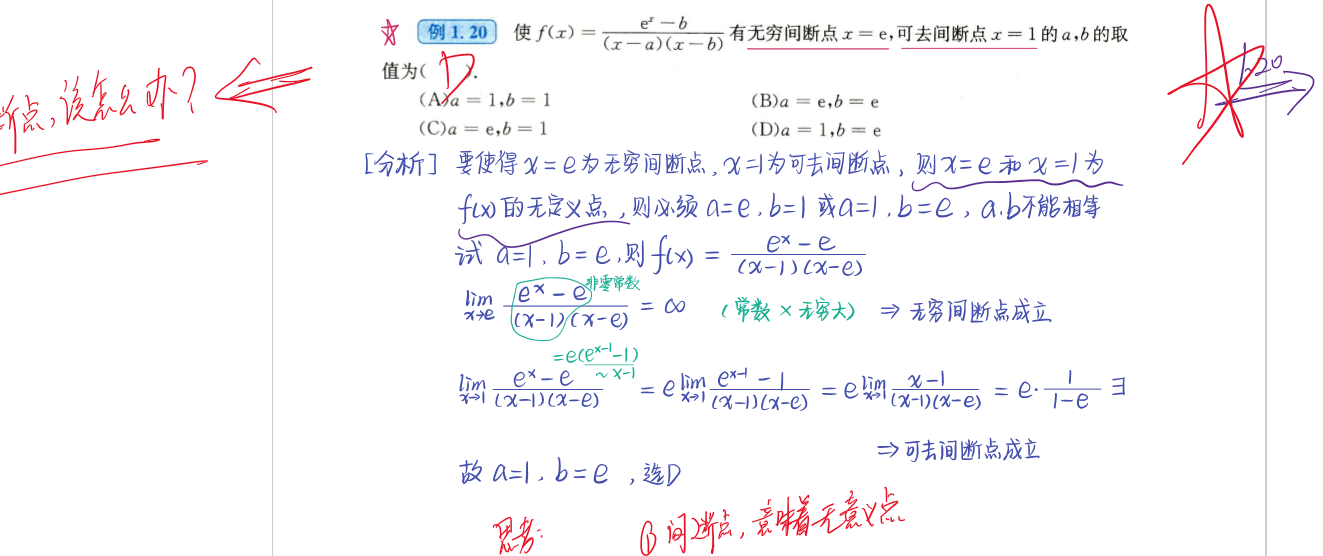 例 1.20 使 f(x) = \frac{e^x - b}{(x-a)(x-b)} 有无穷间断点 x = e,可去间断点 x = 1 的 a,b 的取
值为( D ).
(A)a = 1,b = 1 (B)a = e,b = e
(C)a = e,b = 1 (D)a = 1,b = e
1.20
断点,该怎么办?
[分析] 要使得 x = e 为无穷间断点, x=1为可去间断点, 则 x=e 和 x=1 为
f(x) 的无定义点, 则必须 a=e, b=1 或 a=1, b=e, a.b不能相等
试 a=1, b=e, 则 f(x) = \frac{e^x - e}{(x-1)(x-e)}
\lim_{x→e} \frac{e^x - e}{(x-1)(x-e)} = ∞ (常数 × 无穷大) ⇒ 无穷间断点成立
非零常数
=e(e^{x-1}-1)
~ x-1
\lim_{x→1} \frac{e^x - e}{(x-1)(x-e)} = e \lim_{x→1} \frac{e^{x-1} - 1}{(x-1)(x-e)} = e \lim_{x→1} \frac{x-1}{(x-1)(x-e)} = e· \frac{1}{1-e} ∃
⇒ 可去间断点成立
故 a=1, b=e, 选D
思考: ① 间断点, 意味着无意义点